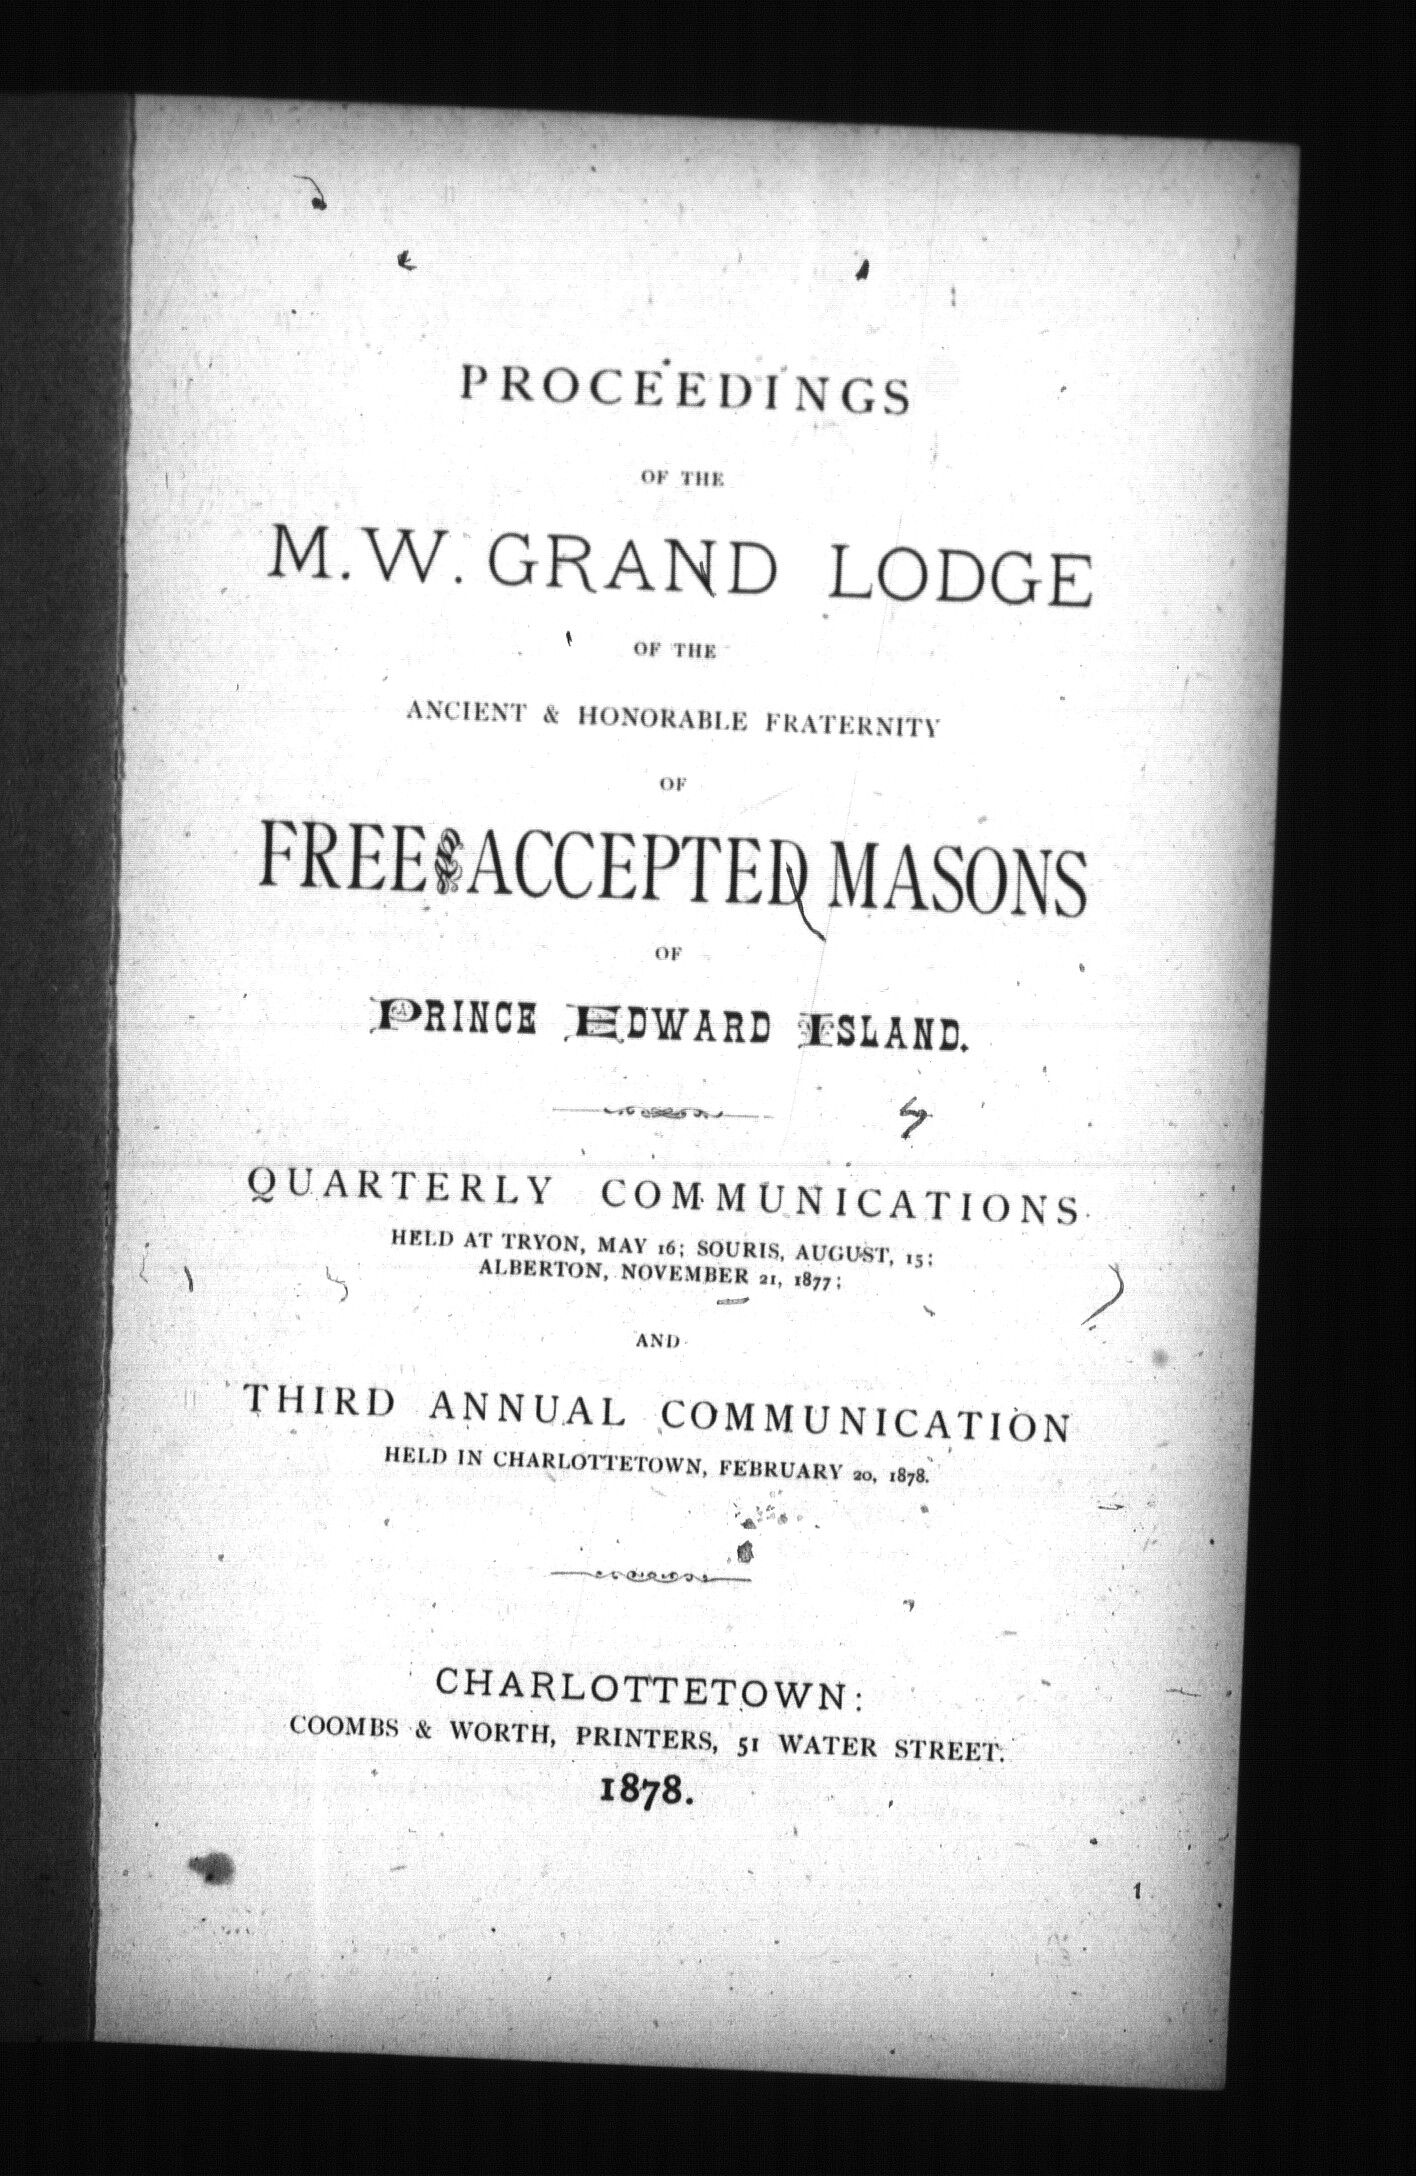 PROCEEDINGS
OF THE
M. W. GRAND LODGE
OF THE
ANCIENT & HONORABLE FRATERNITY
OF
FREE & ACCEPTED MASONS
OF
PRINCE EDWARD ISLAND.
QUARTERLY COMMUNICATIONS
HELD AT TRYON, MAY 16; SOURIS, AUGUST, 15;
ALBERTON, NOVEMBER 21, 1877;
AND
THIRD ANNUAL COMMUNICATION
HELD IN CHARLOTTETOWN, FEBRUARY 20, 1878.
CHARLOTTETOWN:
COOMBS & WORTH, PRINTERS, 51 WATER STREET.
1878.